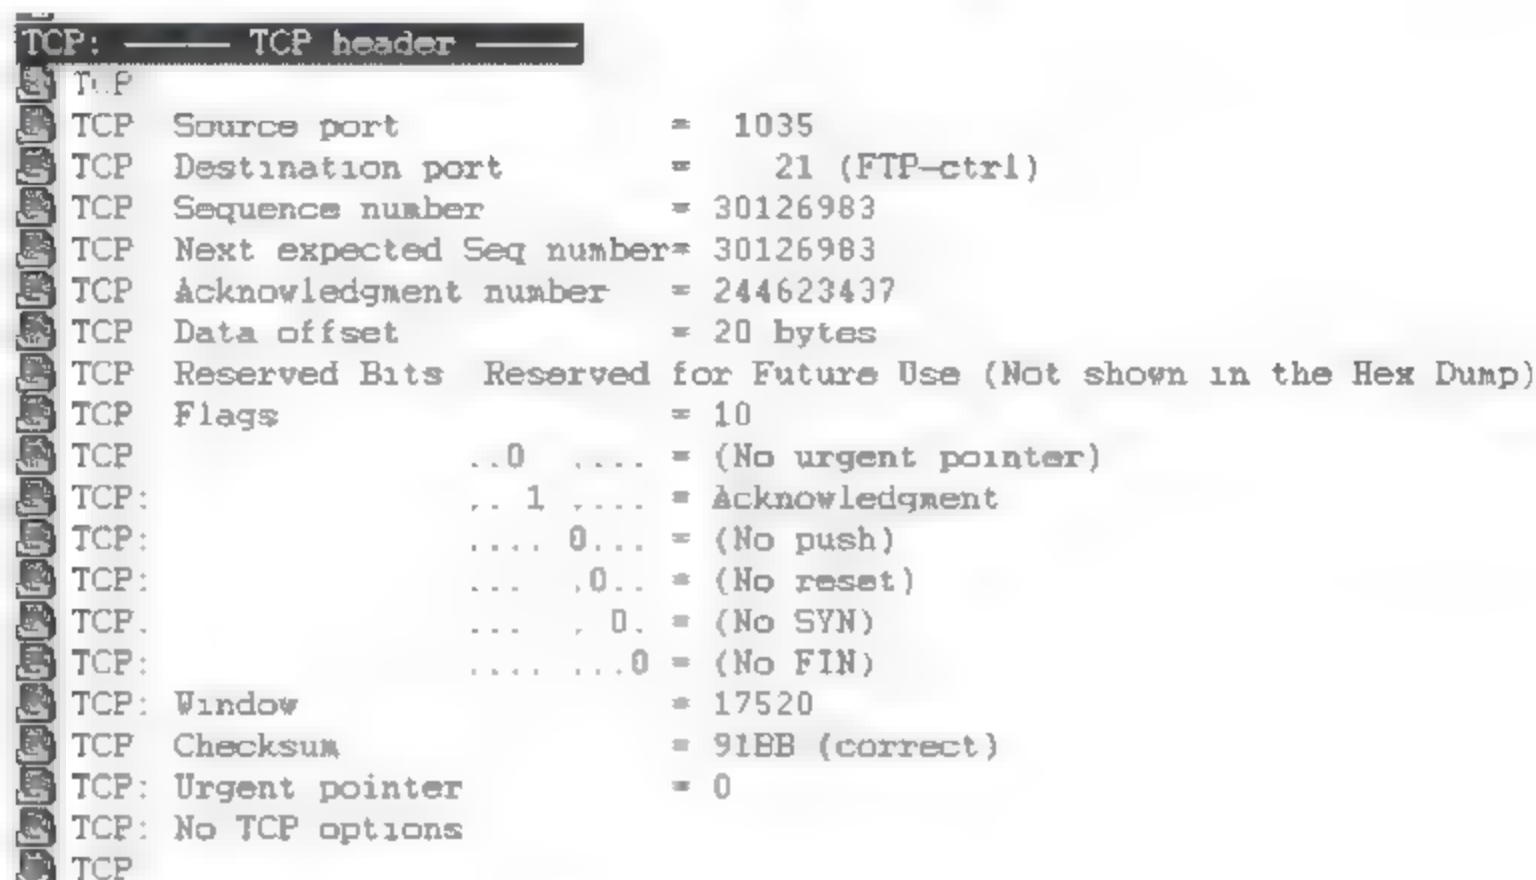 TCP: ——— TCP header ———
TCP
TCP Source port = 1035
TCP Destination port = 21 (FTP-ctrl)
TCP Sequence number = 30126983
TCP Next expected Seq number= 30126983
TCP Acknowledgment number = 244623437
TCP Data offset = 20 bytes
TCP Reserved Bits Reserved for Future Use (Not shown in the Hex Dump)
TCP Flags = 10
TCP ..0 .... = (No urgent pointer)
TCP: .. 1 .... = Acknowledgment
TCP: .... 0... = (No push)
TCP: ... .0.. = (No reset)
TCP. ... . 0. = (No SYN)
TCP: .... ...0 = (No FIN)
TCP: Window = 17520
TCP Checksum = 91BB (correct)
TCP: Urgent pointer = 0
TCP: No TCP options
TCP